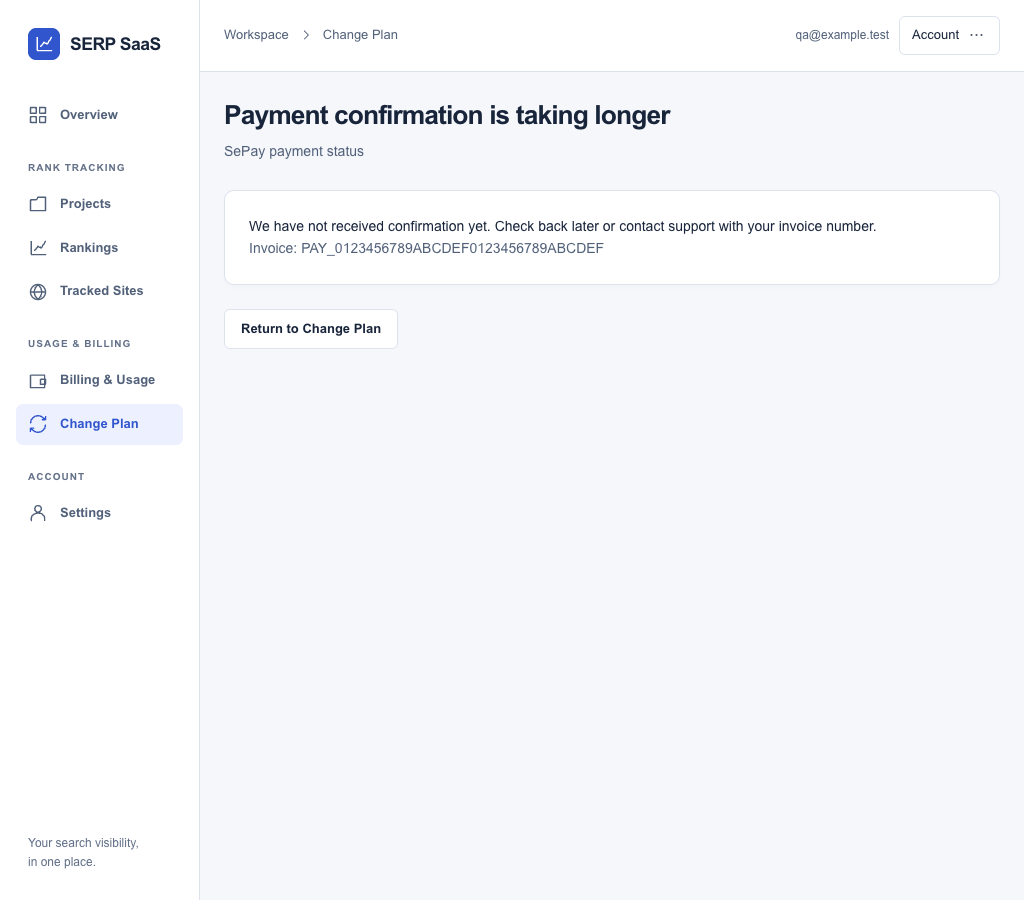 SERP SaaS
Overview
RANK TRACKING
Projects
Rankings
Tracked Sites
USAGE & BILLING
Billing & Usage
Change Plan
ACCOUNT
Settings
Your search visibility,
in one place.
Workspace > Change Plan
qa@example.test
Account ···
Payment confirmation is taking longer
SePay payment status
We have not received confirmation yet. Check back later or contact support with your invoice number.
Invoice: PAY_0123456789ABCDEF0123456789ABCDEF
Return to Change Plan